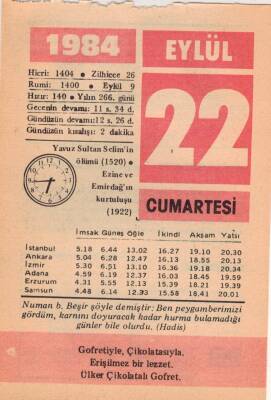 1984
EYLÜL
Hicri: 1404 • Zilhicce 26
Rumi: 1400 • Eylül 9
Hızır: 140 • Yılın 266. günü
Gecenin devamı: 11 s. 34 d.
Gündüzün devamı: 12 s. 26 d.
Gündüzün kısalışı: 2 dakika
22
CUMARTESİ
Yavuz Sultan Selim'in
ölümü (1520) •
Ezine ve
Emirdağ'ın
kurtuluşu
(1922)
İmsak Güneş Öğle İkindi Akşam Yatsı
İstanbul 5.18 6.44 13.02 16.27 19.10 20.30
Ankara 5.04 6.28 12.47 16.13 18.55 20.13
İzmir 5.30 6.51 13.10 16.36 19.18 20.34
Adana 4.59 6.19 12.37 16.03 18.45 19.59
Erzurum 4.31 5.55 12.13 15.39 18.21 19.39
Samsun 4.48 6.14 12.33 15.58 18.41 20.01
Numan b. Beşir şöyle demiştir: Ben peygamberimizi
gördüm, karnını doyuracak kadar hurma bulamadığı
günler bile olurdu. (Hadis)
Gofretiyle, Çikolatasıyla,
Erişilmez bir lezzet.
Ülker Çikolatalı Gofret.